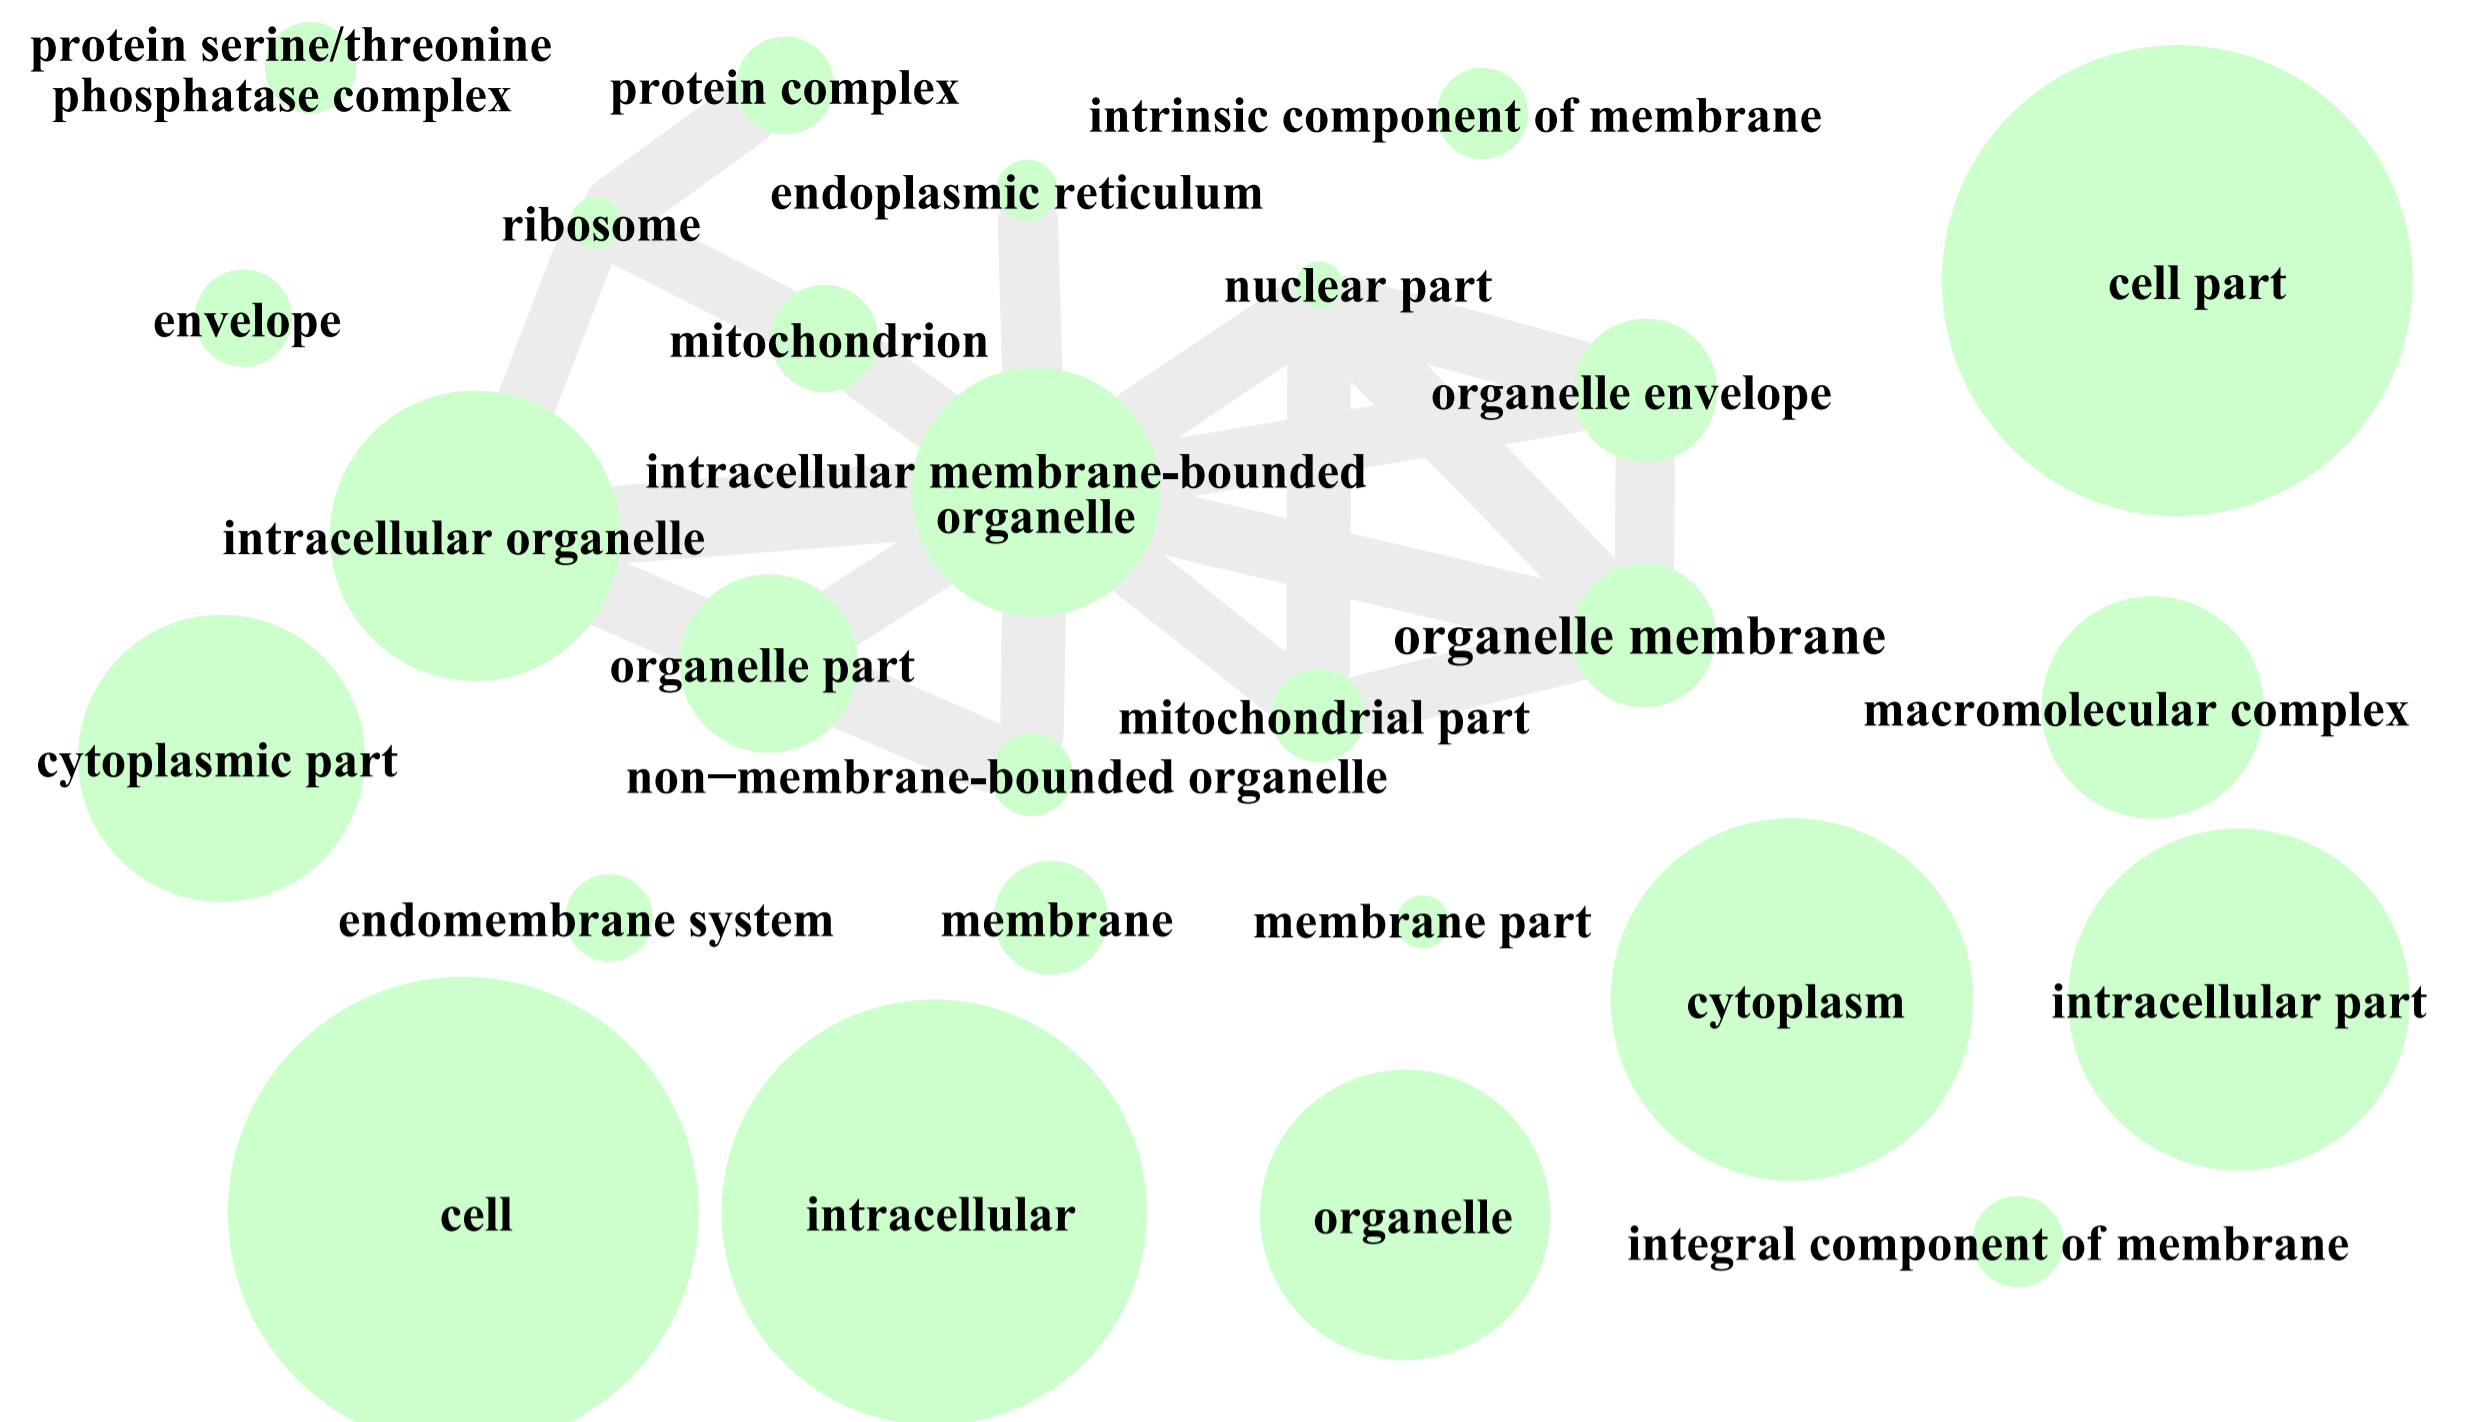 protein serine/threonine
phosphatase complex
protein complex
intrinsic component of membrane
endoplasmic reticulum
ribosome
nuclear part
cell part
envelope
mitochondrion
organelle envelope
intracellular membrane-bounded
organelle
intracellular organelle
organelle membrane
organelle part
macromolecular complex
mitochondrial part
cytoplasmic part
non−membrane-bounded organelle
endomembrane system
membrane
membrane part
cytoplasm
intracellular part
cell
intracellular
organelle
integral component of membrane